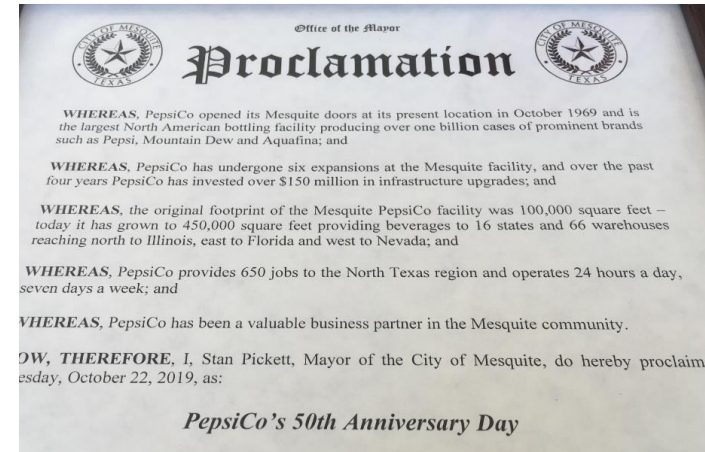 Office of the Mayor
Proclamation
CITY OF MESQUITE
TEXAS
CITY OF MESQUITE
TEXAS
WHEREAS, PepsiCo opened its Mesquite doors at its present location in October 1969 and is
the largest North American bottling facility producing over one billion cases of prominent brands
such as Pepsi, Mountain Dew and Aquafina; and
WHEREAS, PepsiCo has undergone six expansions at the Mesquite facility, and over the past
four years PepsiCo has invested over $150 million in infrastructure upgrades; and
WHEREAS, the original footprint of the Mesquite PepsiCo facility was 100,000 square feet –
today it has grown to 450,000 square feet providing beverages to 16 states and 66 warehouses
reaching north to Illinois, east to Florida and west to Nevada; and
WHEREAS, PepsiCo provides 650 jobs to the North Texas region and operates 24 hours a day,
seven days a week; and
WHEREAS, PepsiCo has been a valuable business partner in the Mesquite community.
OW, THEREFORE, I, Stan Pickett, Mayor of the City of Mesquite, do hereby proclaim
esday, October 22, 2019, as:
PepsiCo's 50th Anniversary Day